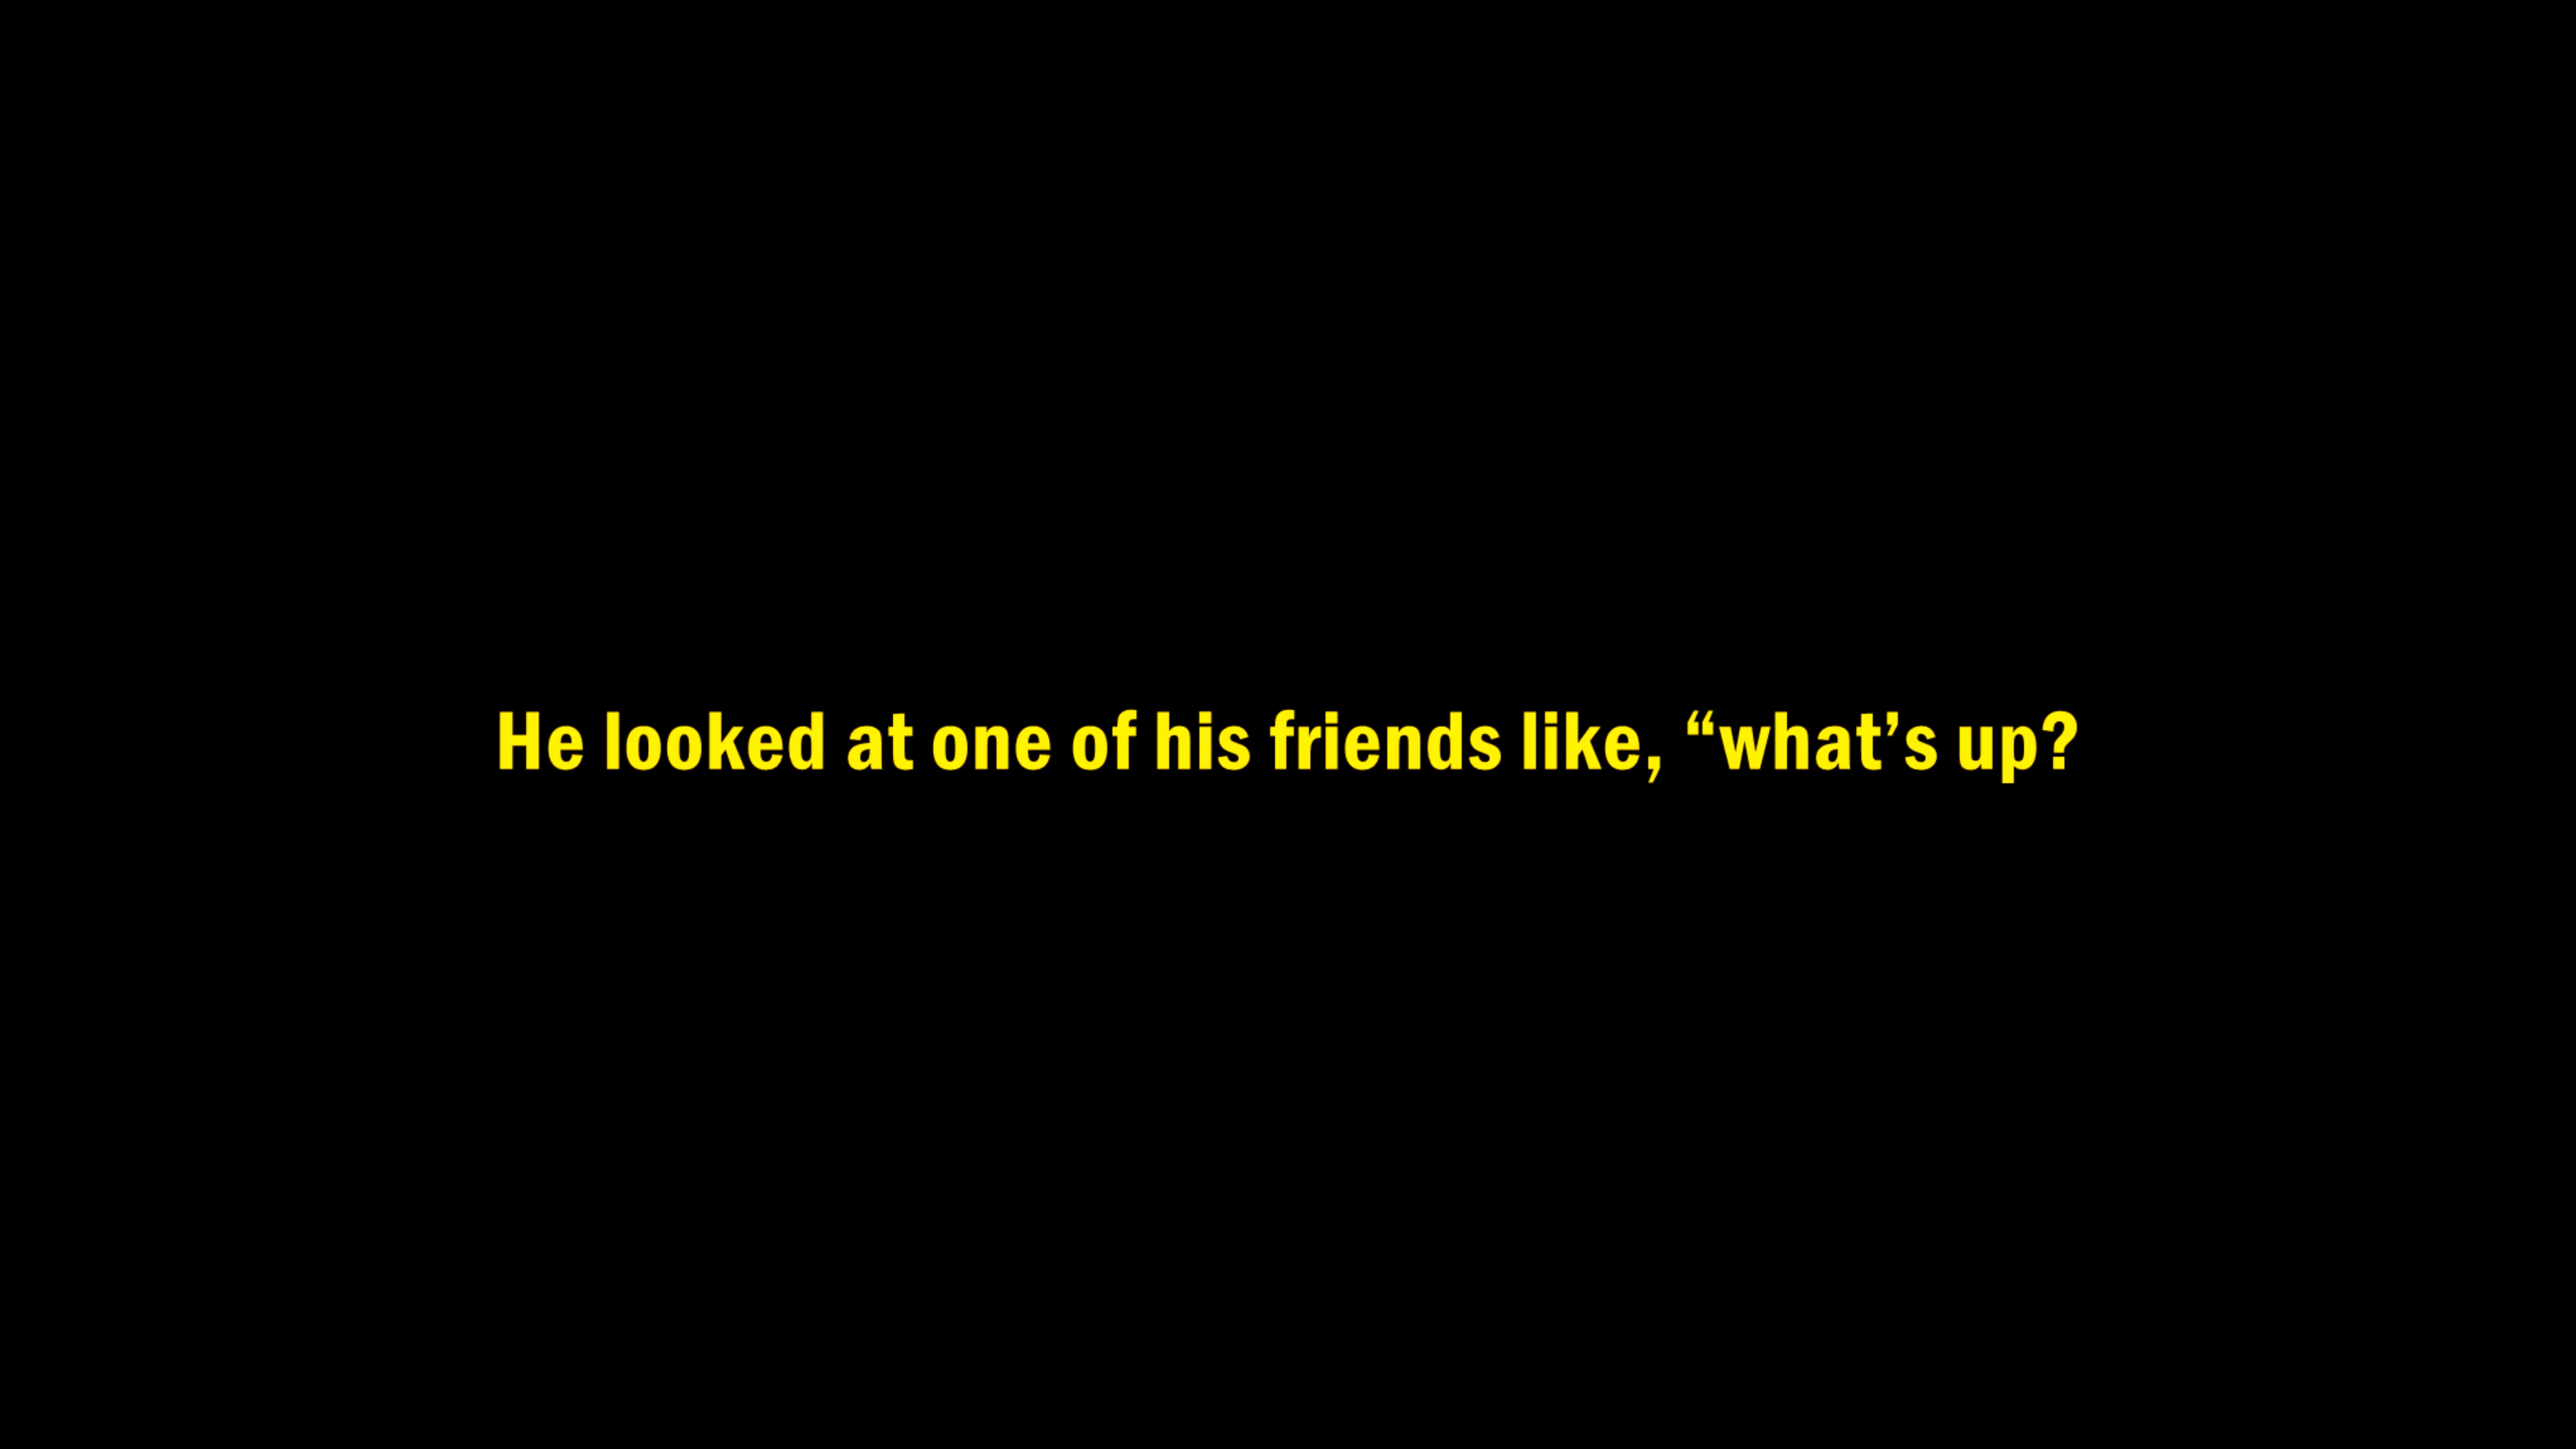 He looked at one of his friends like, “what’s up?